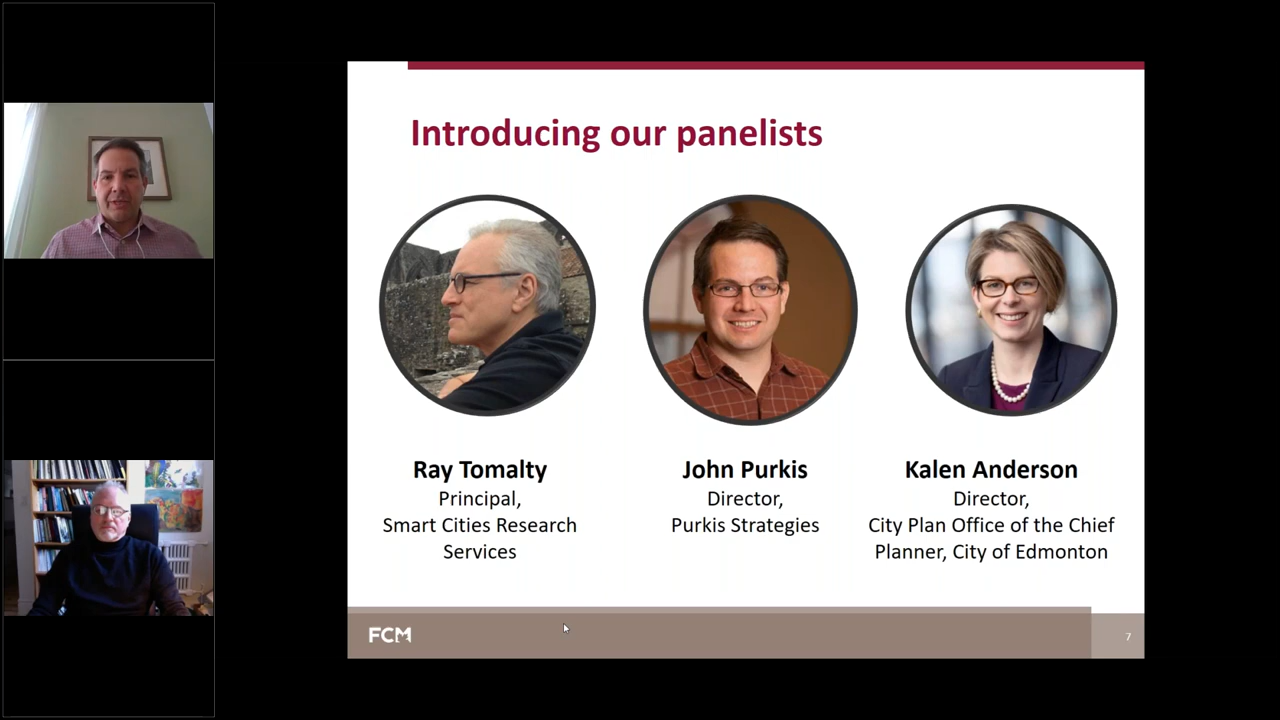 Introducing our panelists
Ray Tomalty
Principal,
Smart Cities Research
Services
John Purkis
Director,
Purkis Strategies
Kalen Anderson
Director,
City Plan Office of the Chief
Planner, City of Edmonton
FCM
7